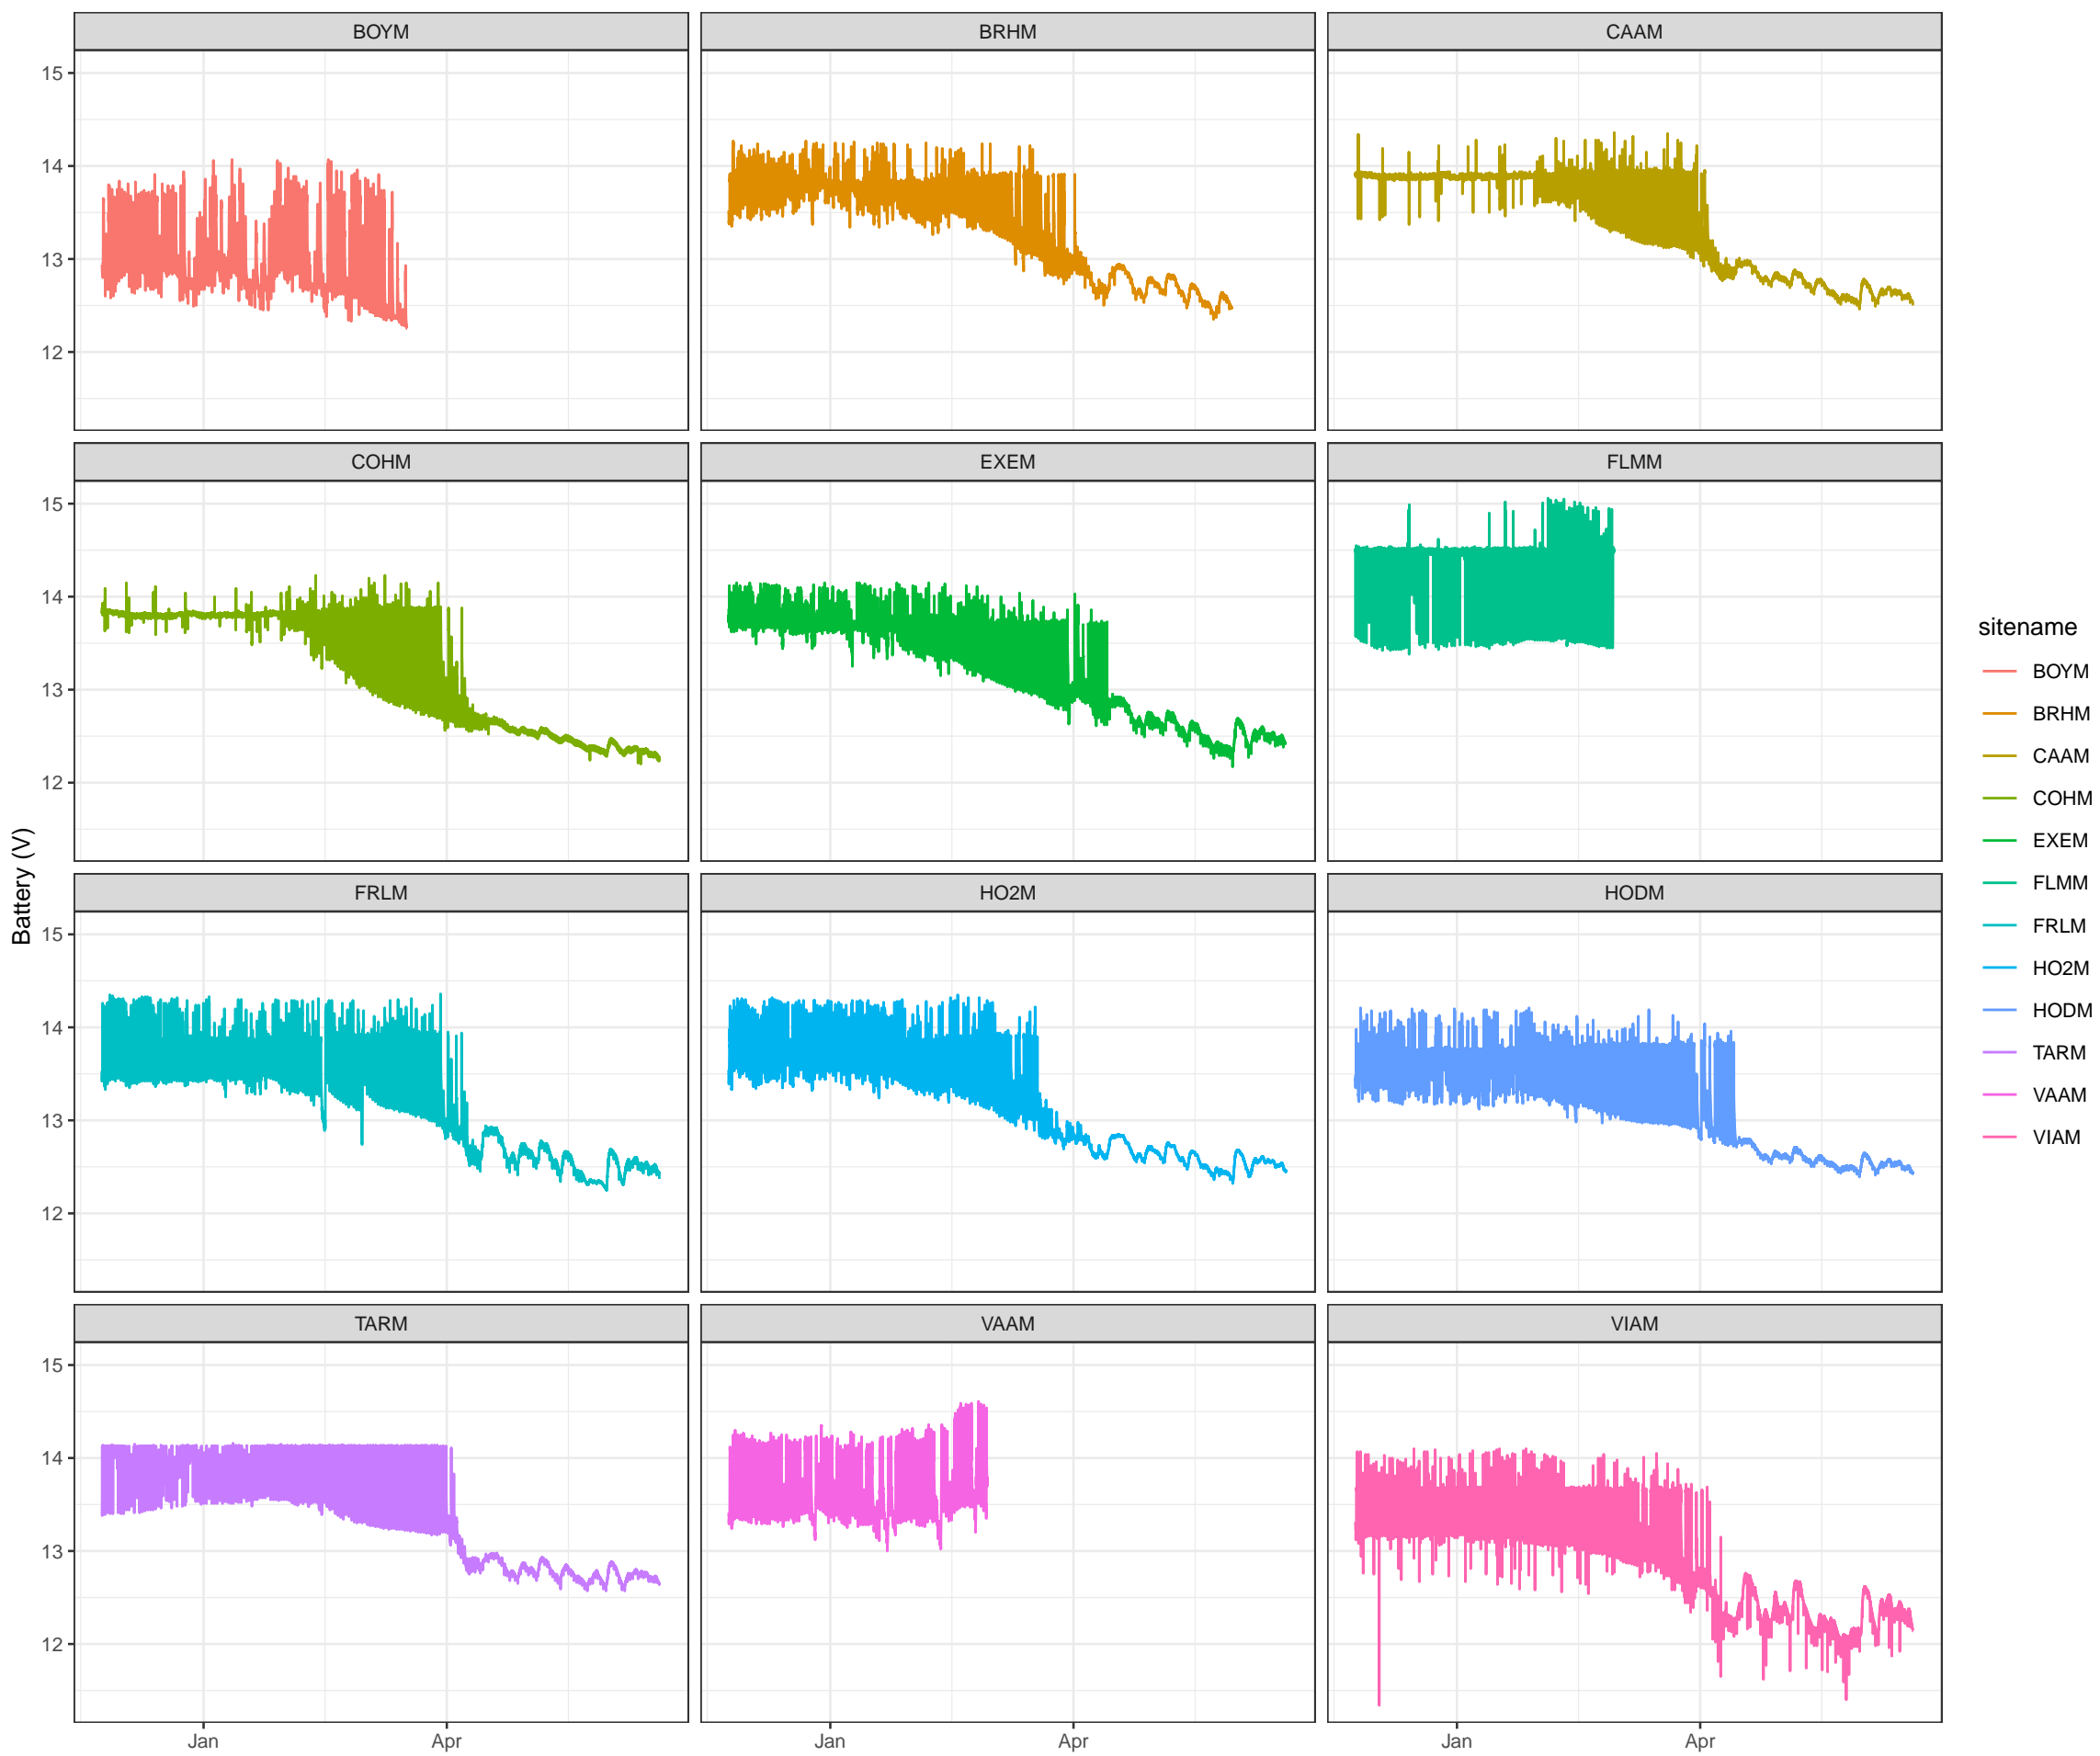 BOYM
BRHM
CAAM
15
14
13
12
COHM
EXEM
FLMM
15
14
13
12
FRLM
HO2M
HODM
15
14
13
12
TARM
VAAM
VIAM
15
14
13
12
Jan
Apr
Jan
Apr
Jan
Apr
Battery (V)
sitename
BOYM
BRHM
CAAM
COHM
EXEM
FLMM
FRLM
HO2M
HODM
TARM
VAAM
VIAM